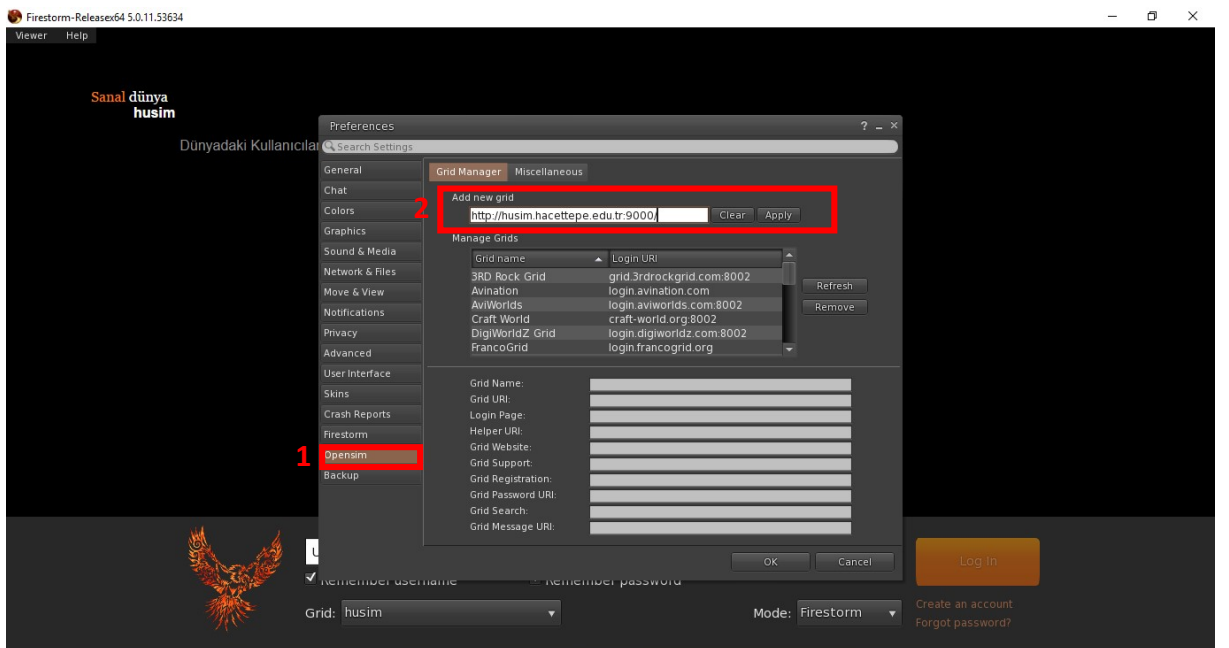 Firestorm-Releasex64 5.0.11.53634
Viewer Help
Sanal dünya
husim
Dünyadaki Kullanıcılar
Preferences
Search Settings
General
Chat
Colors
Graphics
Sound & Media
Network & Files
Move & View
Notifications
Privacy
Advanced
User Interface
Skins
Crash Reports
Firestorm
1
Opensim
Backup
Grid Manager Miscellaneous
2
Add new grid
http://husim.hacettepe.edu.tr:9000/ Clear Apply
Manage Grids
Grid name Login URI
3RD Rock Grid grid.3rdrockgrid.com:8002
Avination login.avination.com
AviWorlds login.aviworlds.com:8002
Craft World craft-world.org:8002
DigiWorldZ Grid login.digiworldz.com:8002
FrancoGrid login.francogrid.org
Refresh
Remove
Grid Name:
Grid URI:
Login Page:
Helper URI:
Grid Website:
Grid Support:
Grid Registration:
Grid Password URI:
Grid Search:
Grid Message URI:
OK Cancel
Remember username Remember password
Log In
Grid: husim Mode: Firestorm
Create an account
Forgot password?